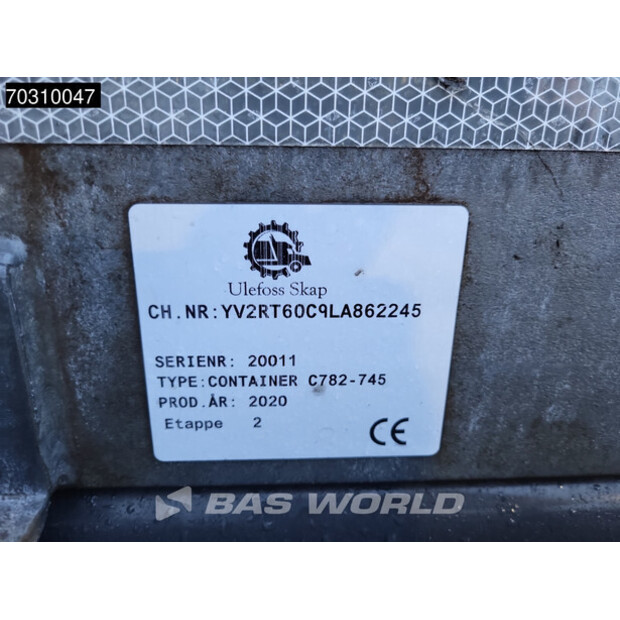 70310047
Ulefoss Skap
CH.NR:YV2RT60C9LA862245
SERIENR: 20011
TYPE:CONTAINER C782-745
PROD.ÅR: 2020
Etappe 2
CE
BAS WORLD